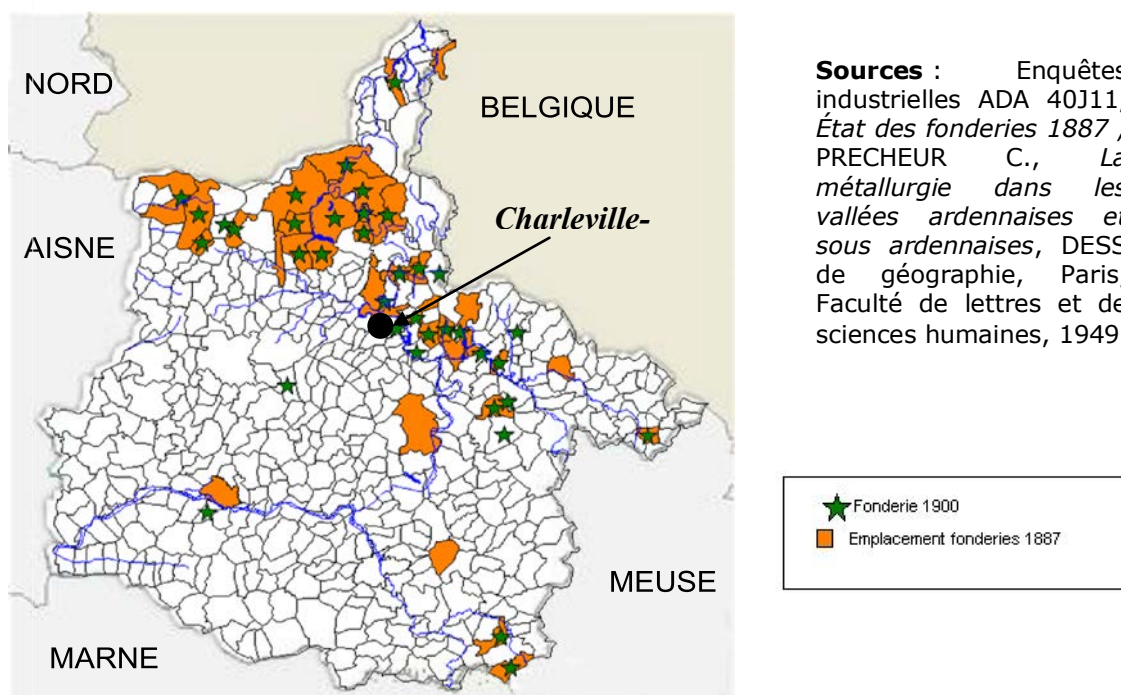 NORD
BELGIQUE
AISNE
Charleville-
MEUSE
MARNE
Sources : Enquêtes
industrielles ADA 40J11,
État des fonderies 1887 /
PRECHEUR C., La
métallurgie dans les
vallées ardennaises et
sous ardennaises, DESS
de géographie, Paris,
Faculté de lettres et de
sciences humaines, 1949
Fonderie 1900
Emplacement fonderies 1887